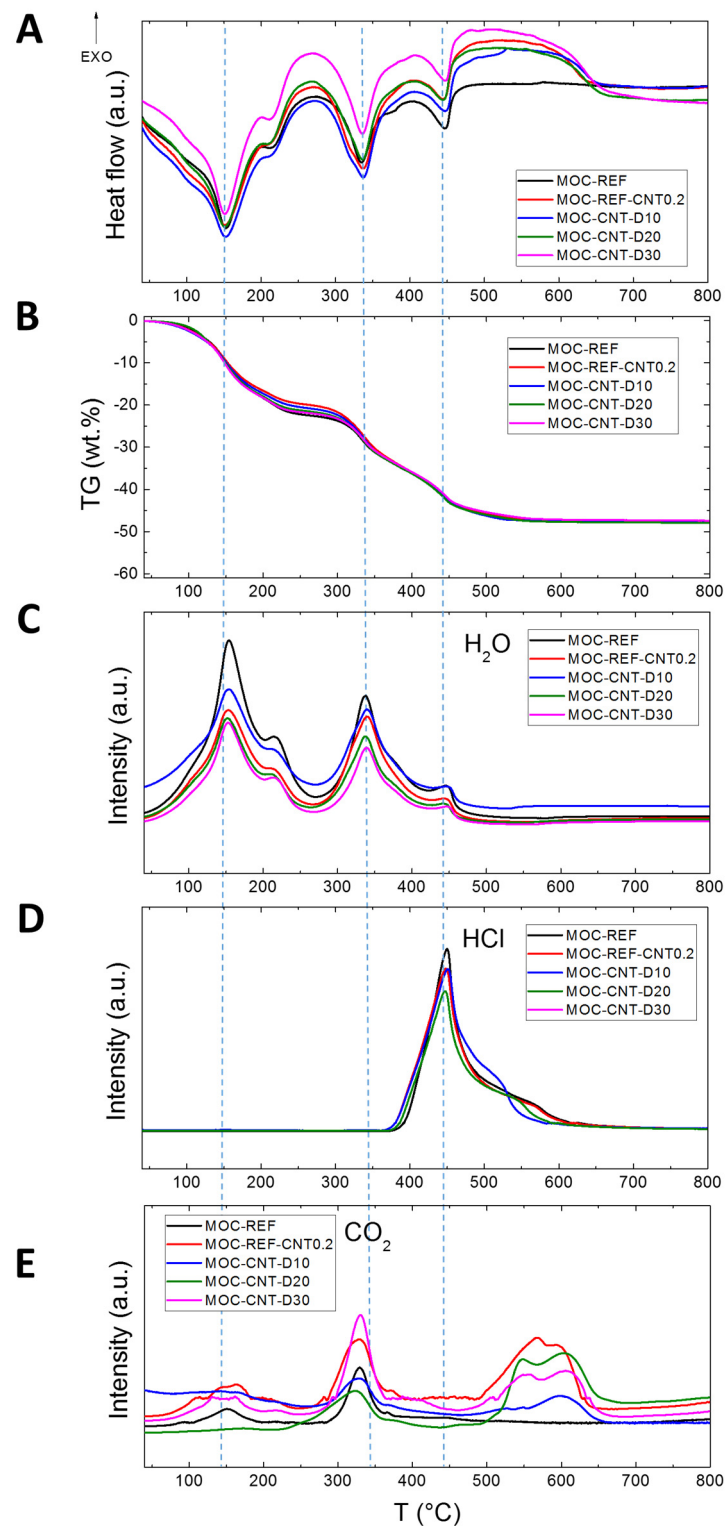 A
EXO
Heat flow (a.u.)
MOC-REF
MOC-REF-CNT0.2
MOC-CNT-D10
MOC-CNT-D20
MOC-CNT-D30
100 200 300 400 500 600 700 800
B
TG (wt.%)
0
-10
-20
-30
-40
-50
-60
MOC-REF
MOC-REF-CNT0.2
MOC-CNT-D10
MOC-CNT-D20
MOC-CNT-D30
100 200 300 400 500 600 700 800
C
Intensity (a.u.)
H2O
MOC-REF
MOC-REF-CNT0.2
MOC-CNT-D10
MOC-CNT-D20
MOC-CNT-D30
100 200 300 400 500 600 700 800
D
Intensity (a.u.)
HCl
MOC-REF
MOC-REF-CNT0.2
MOC-CNT-D10
MOC-CNT-D20
MOC-CNT-D30
100 200 300 400 500 600 700 800
E
Intensity (a.u.)
CO2
MOC-REF
MOC-REF-CNT0.2
MOC-CNT-D10
MOC-CNT-D20
MOC-CNT-D30
100 200 300 400 500 600 700 800
T (°C)